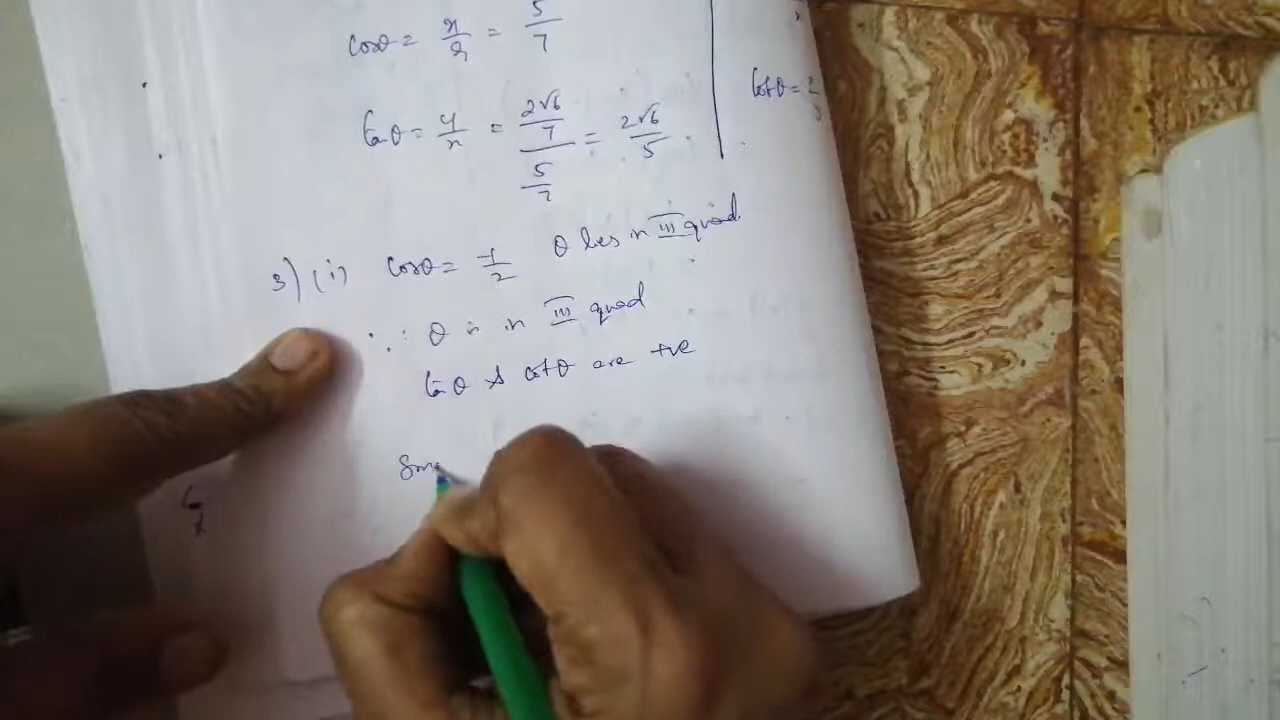 cosθ = x/r = 5/7
tanθ = y/x = (2√6/7)/(5/7) = 2√6/5
cotθ =
3) (i) cosθ = -1/2 θ lies in III quad.
∵ θ is in III quad
tanθ & cotθ are +ve
Sin